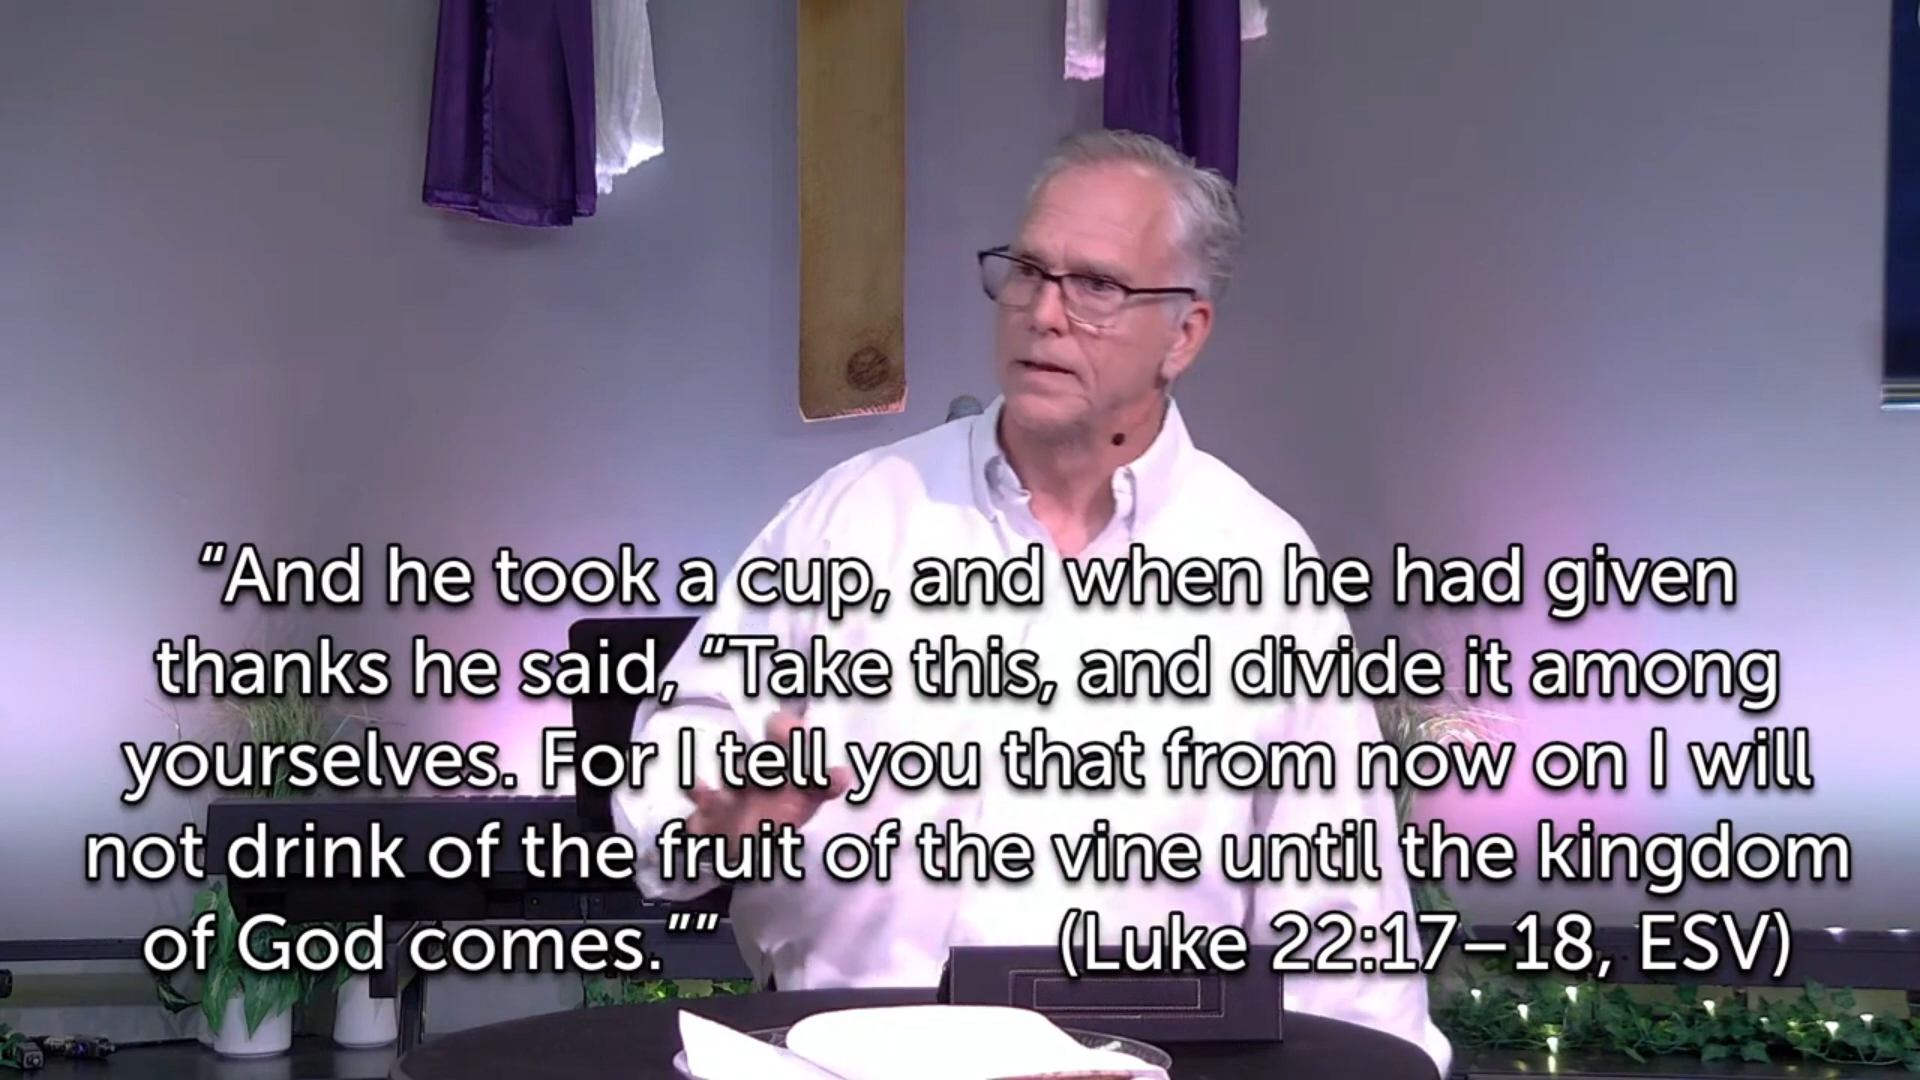 “And he took a cup, and when he had given
thanks he said, “Take this, and divide it among
yourselves. For I tell you that from now on I will
not drink of the fruit of the vine until the kingdom
of God comes.”” (Luke 22:17–18, ESV)